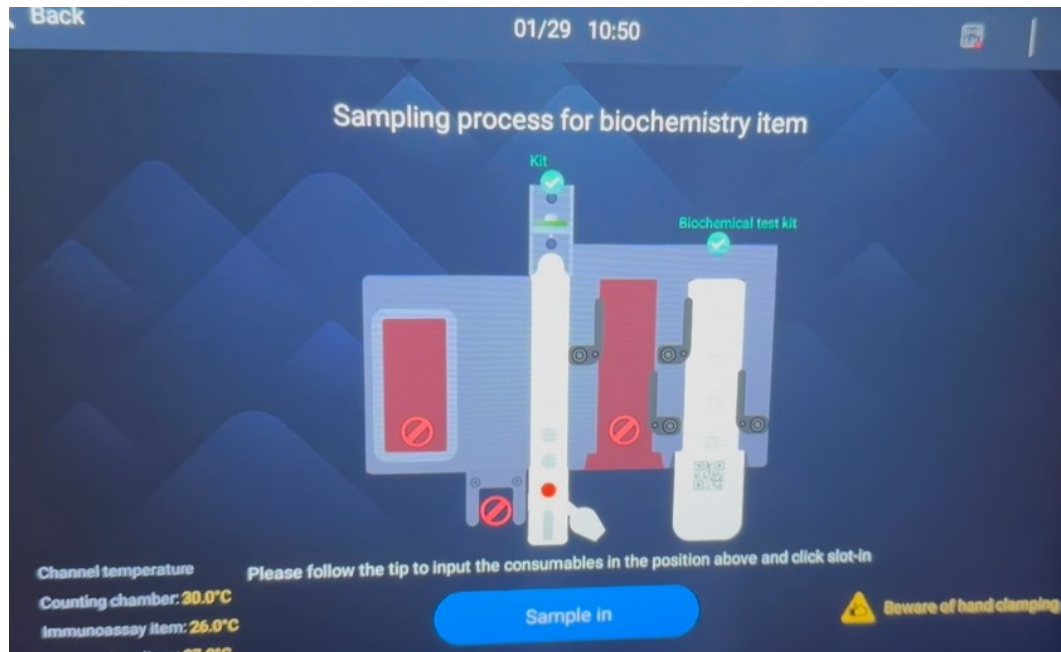 Back
01/29 10:50
Sampling process for biochemistry item
Kit
Biochemical test kit
Please follow the tip to input the consumables in the position above and click slot-in
Channel temperature
Counting chamber: 30.0°C
Immunoassay item: 26.0°C
Sample in
Beware of hand clamping